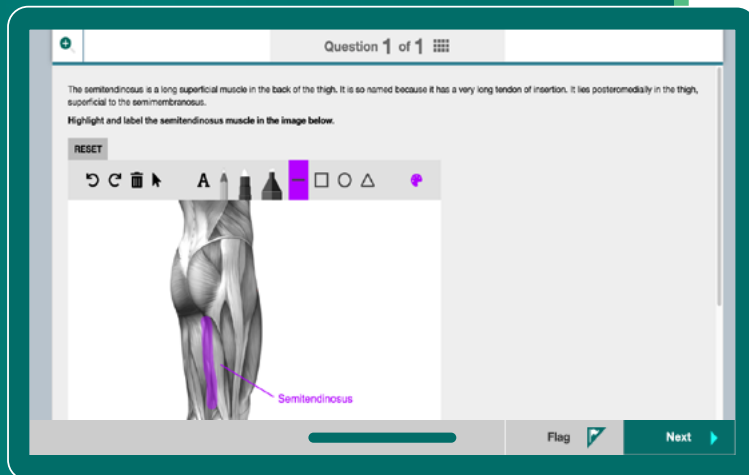 Question 1 of 1
The semitendinosus is a long superficial muscle in the back of the thigh. It is so named because it has a very long tendon of insertion. It lies posteromedially in the thigh,
superficial to the semimembranosus.
Highlight and label the semitendinosus muscle in the image below.
RESET
A
Semitendinosus
Flag
Next